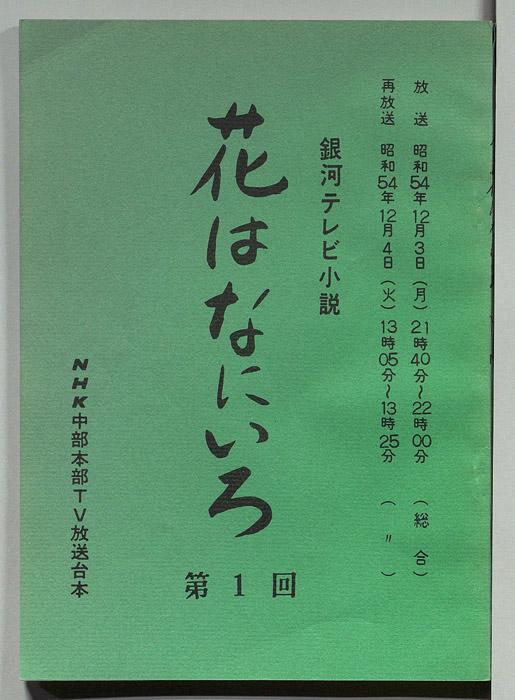 放送 昭和54年12月3日(月)21時40分~22時00分(総合)
再放送 昭和54年12月4日(火)13時05分~13時25分(〃)
銀河テレビ小説
花はなにいろ
第1回
NHK中部本部TV放送台本